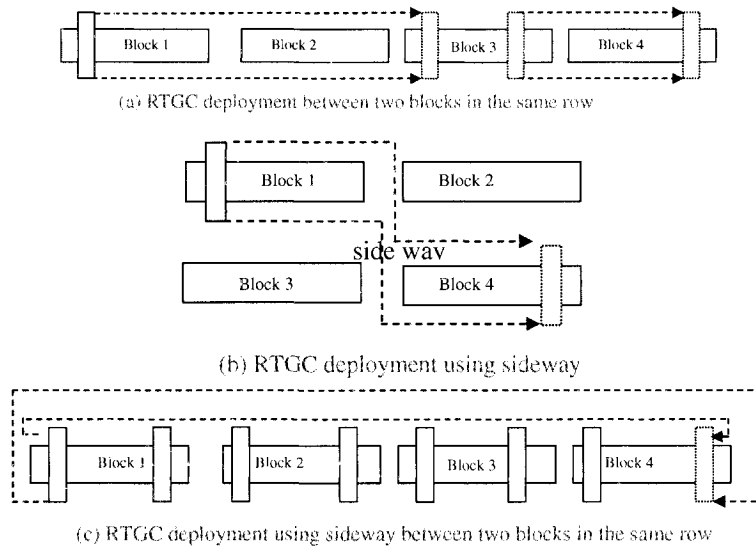 Block 1 Block 2 Block 3 Block 4
(a) RTGC deployment between two blocks in the same row
Block 1 Block 2
side way
Block 3 Block 4
(b) RTGC deployment using sideway
Block 1 Block 2 Block 3 Block 4
(c) RTGC deployment using sideway between two blocks in the same row